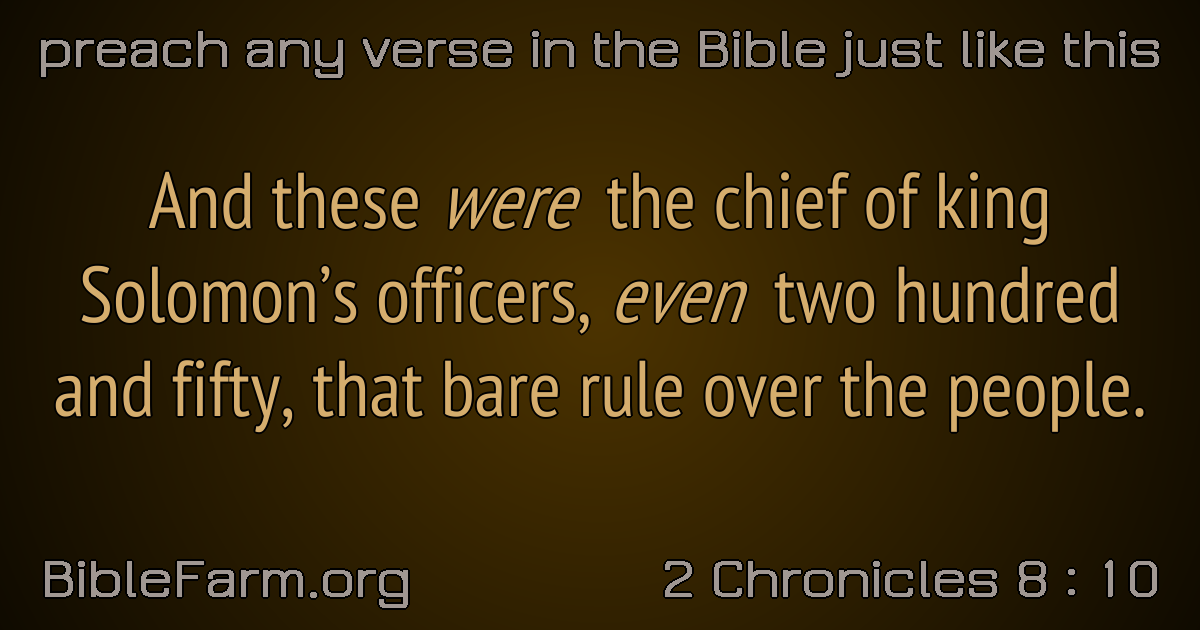 preach any verse in the Bible just like this
And these were the chief of king
Solomon’s officers, even two hundred
and fifty, that bare rule over the people.
BibleFarm.org
2 Chronicles 8 : 10